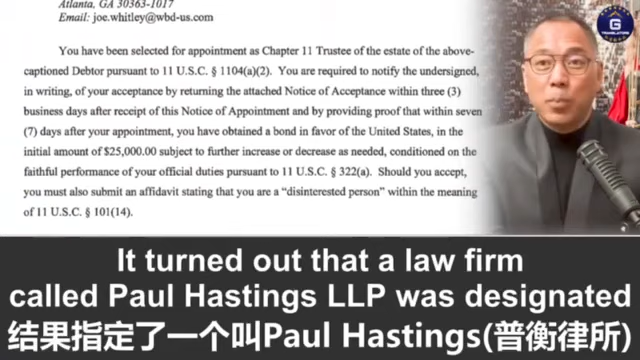 Atlanta, GA 30363-1017
Email: joe.whitley@wbd-us.com
You have been selected for appointment as Chapter 11 Trustee of the estate of the above-
captioned Debtor pursuant to 11 U.S.C. § 1104(a)(2). You are required to notify the undersigned,
in writing, of your acceptance by returning the attached Notice of Acceptance within three (3)
business days after receipt of this Notice of Appointment and by providing proof that within seven
(7) days after your appointment, you have obtained a bond in favor of the United States, in the
initial amount of $25,000.00 subject to further increase or decrease as needed, conditioned on the
faithful performance of your official duties pursuant to 11 U.S.C. § 322(a). Should you accept,
you must also submit an affidavit stating that you are a “disinterested person” within the meaning
of 11 U.S.C. § 101(14).
G
TRANSLATORS
It turned out that a law firm
called Paul Hastings LLP was designated
结果指定了一个叫Paul Hastings(普衡律所)